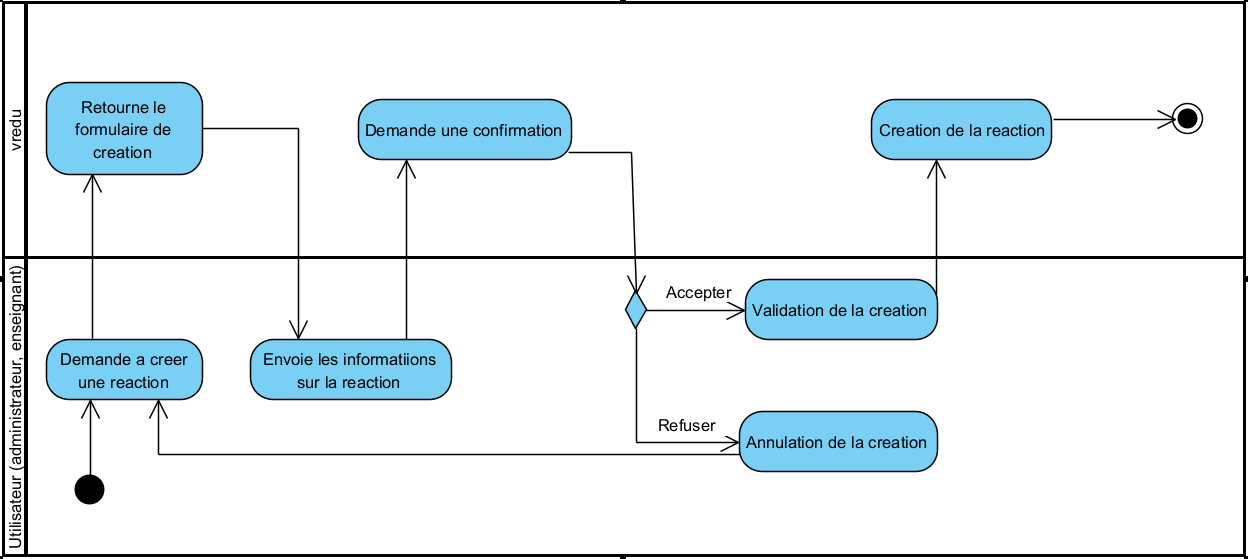 vredu
Retourne le
formulaire de
creation
Demande une confirmation
Creation de la reaction
Utilisateur (administrateur, enseignant)
Demande a creer
une reaction
Envoie les informatiions
sur la reaction
Accepter
Validation de la creation
Refuser
Annulation de la creation